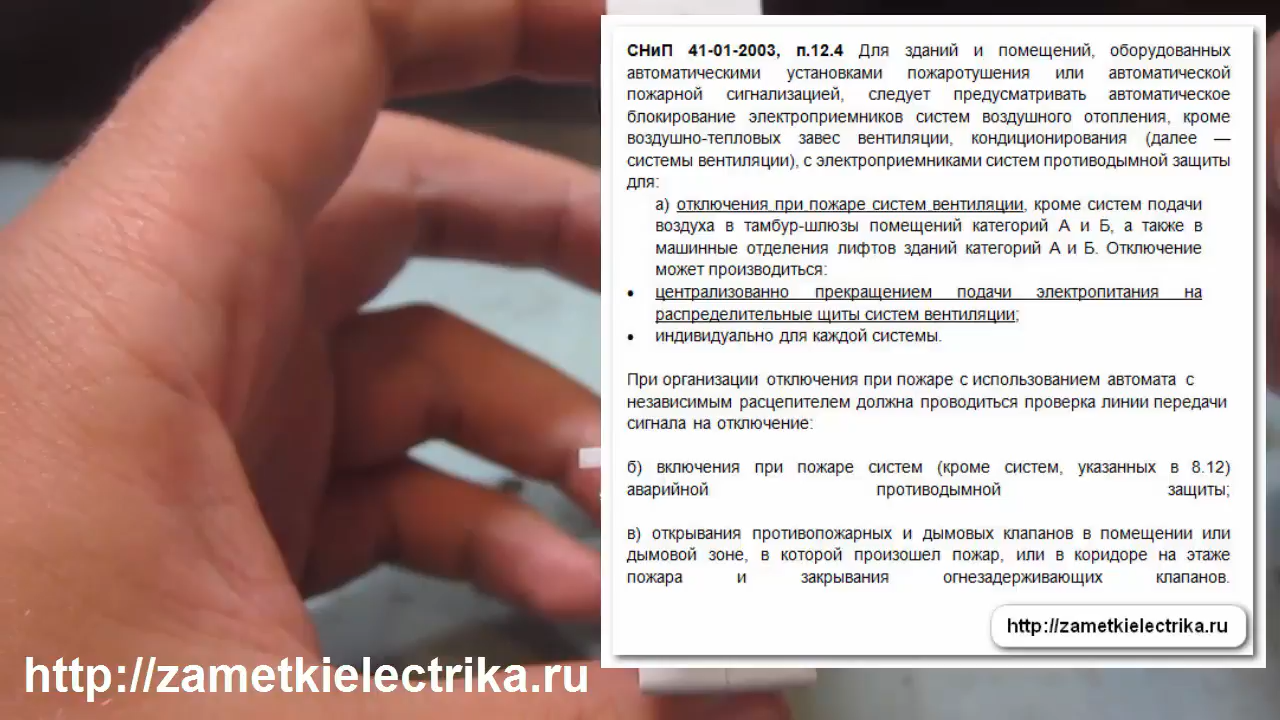 СНиП 41-01-2003, п.12.4 Для зданий и помещений, оборудованных
автоматическими установками пожаротушения или автоматической
пожарной сигнализацией, следует предусматривать автоматическое
блокирование электроприемников систем воздушного отопления, кроме
воздушно-тепловых завес вентиляции, кондиционирования (далее —
системы вентиляции), с электроприемниками систем противодымной защиты
для:
а) отключения при пожаре систем вентиляции, кроме систем подачи
воздуха в тамбур-шлюзы помещений категорий А и Б, а также в
машинные отделения лифтов зданий категорий А и Б. Отключение
может производиться:
• централизованно прекращением подачи электропитания на
распределительные щиты систем вентиляции;
• индивидуально для каждой системы.
При организации отключения при пожаре с использованием автомата с
независимым расцепителем должна проводиться проверка линии передачи
сигнала на отключение:
б) включения при пожаре систем (кроме систем, указанных в 8.12)
аварийной противодымной защиты;
в) открывания противопожарных и дымовых клапанов в помещении или
дымовой зоне, в которой произошел пожар, или в коридоре на этаже
пожара и закрывания огнезадерживающих клапанов.
http://zametkielectrika.ru
http://zametkielectrika.ru